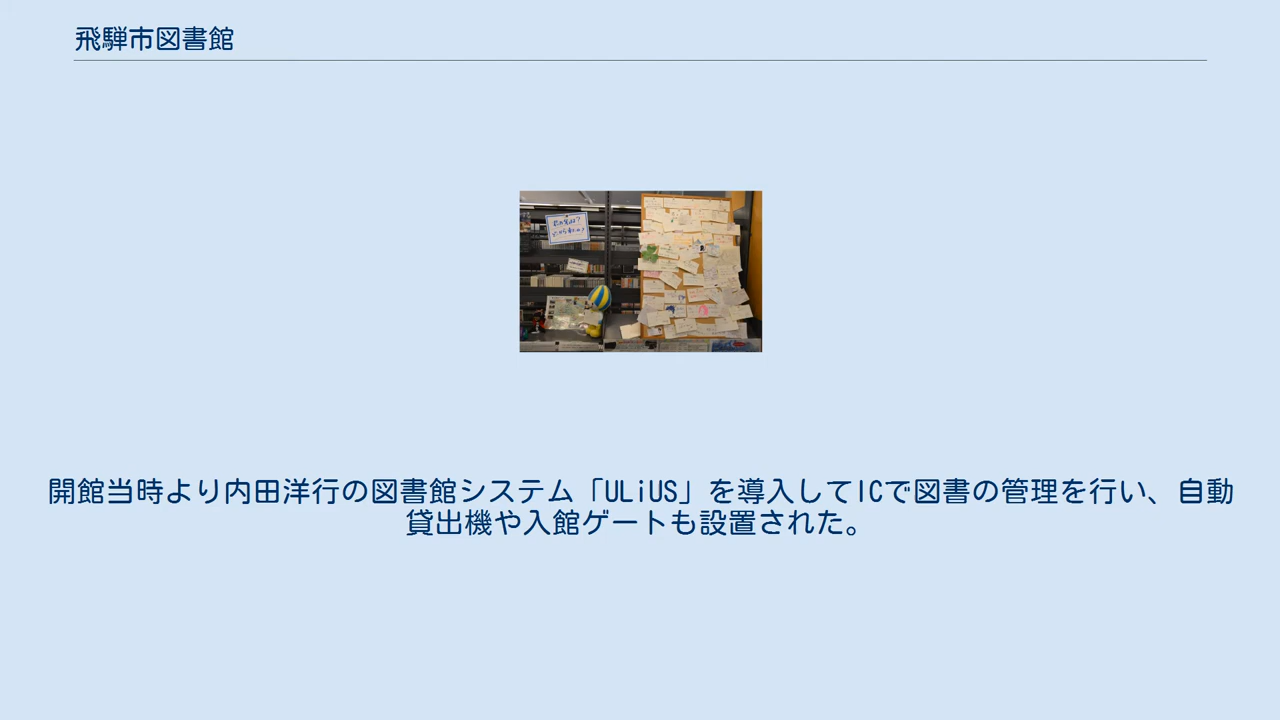 飛騨市図書館
開館当時より内田洋行の図書館システム「ULiUS」を導入してICで図書の管理を行い、自動
貸出機や入館ゲートも設置された。